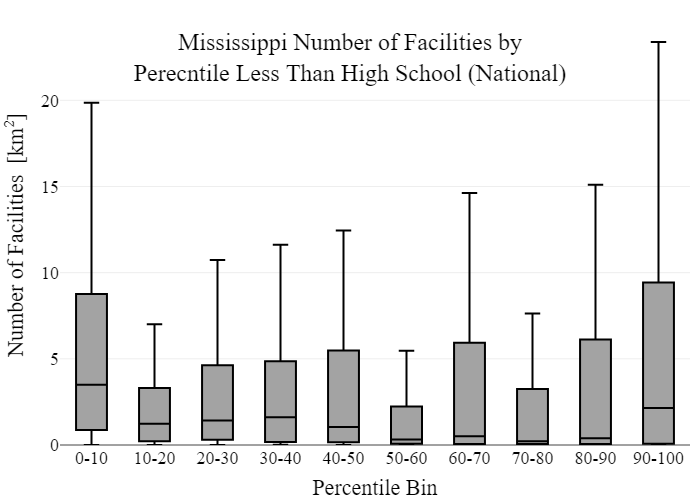 Mississippi Number of Facilities by
Perecntile Less Than High School (National)
Number of Facilities [km²]
20
15
10
5
0
0-10 10-20 20-30 30-40 40-50 50-60 60-70 70-80 80-90 90-100
Percentile Bin